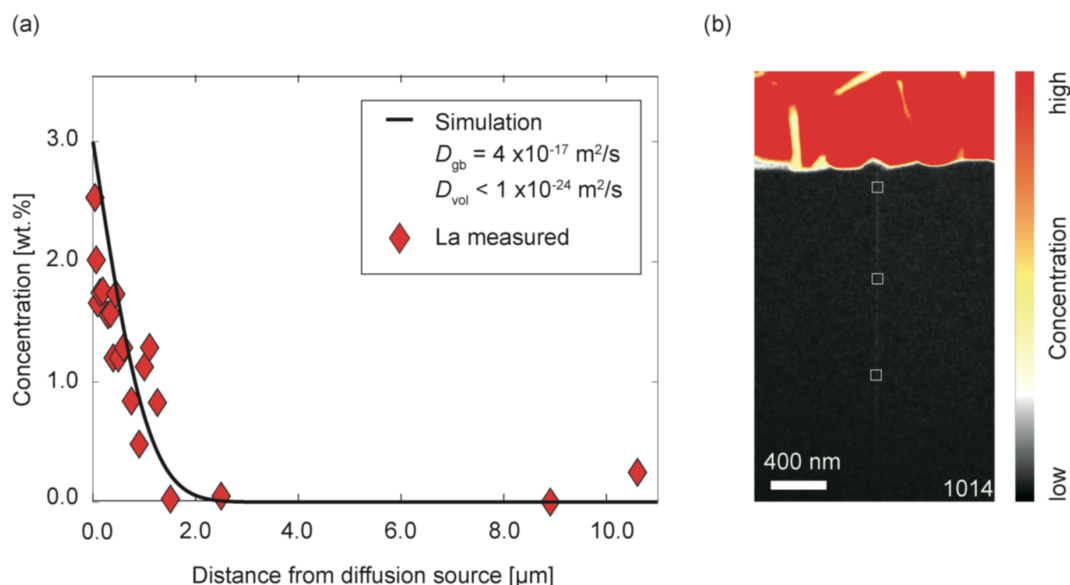 (a)
(b)
3.0
2.0
1.0
0.0
Concentration [wt.%]
Simulation
D_gb = 4 x10⁻¹⁷ m²/s
D_vol < 1 x10⁻²⁴ m²/s
La measured
0.0 2.0 4.0 6.0 8.0 10.0
Distance from diffusion source [µm]
400 nm
1014
high
Concentration
low